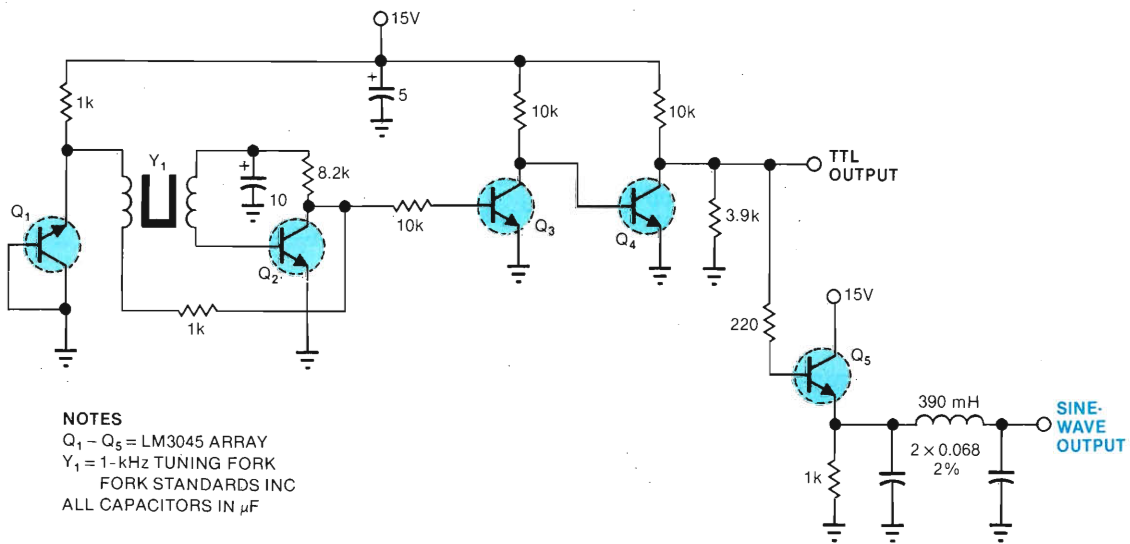 15V
1k
+
5
10k
10k
Y1
+
10
8.2k
TTL
OUTPUT
Q1
Q2
10k
Q3
Q4
3.9k
1k
220
15V
Q5
NOTES
Q1 – Q5 = LM3045 ARRAY
Y1 = 1-kHz TUNING FORK
FORK STANDARDS INC
ALL CAPACITORS IN μF
390 mH
SINE-
WAVE
OUTPUT
2 × 0.068
2%
1k